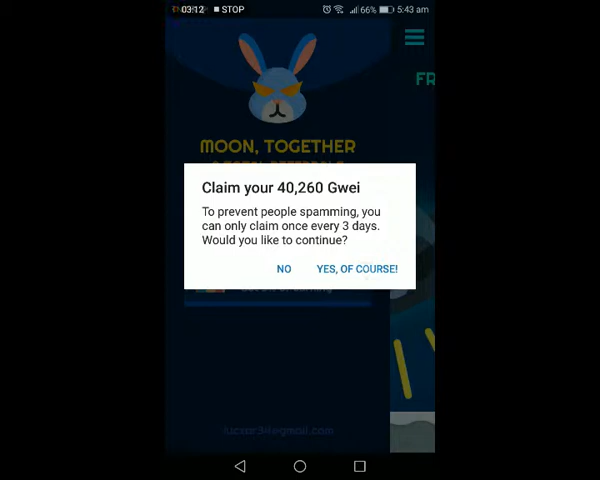 03:12 STOP 66% 5:43 am
FR
MOON, TOGETHER
Claim your 40,260 Gwei
To prevent people spamming, you
can only claim once every 3 days.
Would you like to continue?
NO YES, OF COURSE!